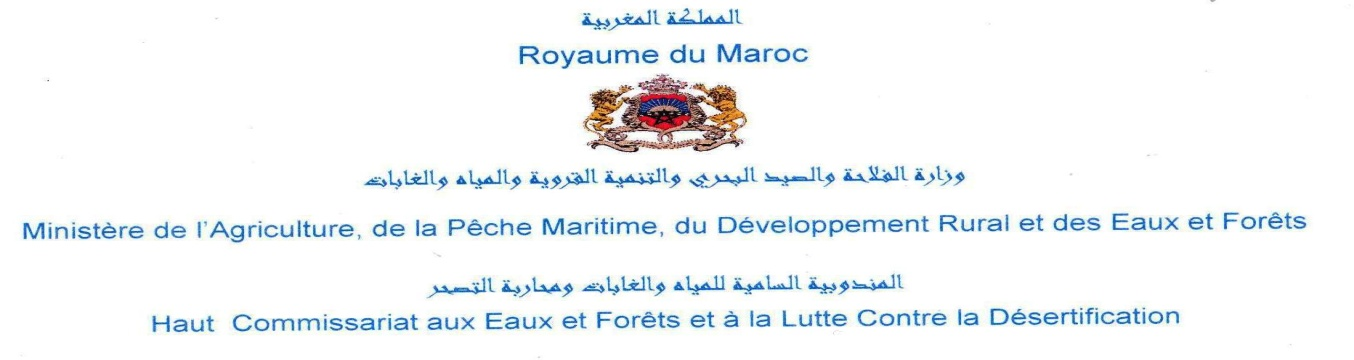 المملكة المغربية
Royaume du Maroc
وزارة الفلاحة والصيد البحري والتنمية القروية والمياه والغابات
Ministère de l'Agriculture, de la Pêche Maritime, du Développement Rural et des Eaux et Forêts
المندوبية السامية للمياه والغابات ومحاربة التصحر
Haut Commissariat aux Eaux et Forêts et à la Lutte Contre la Désertification